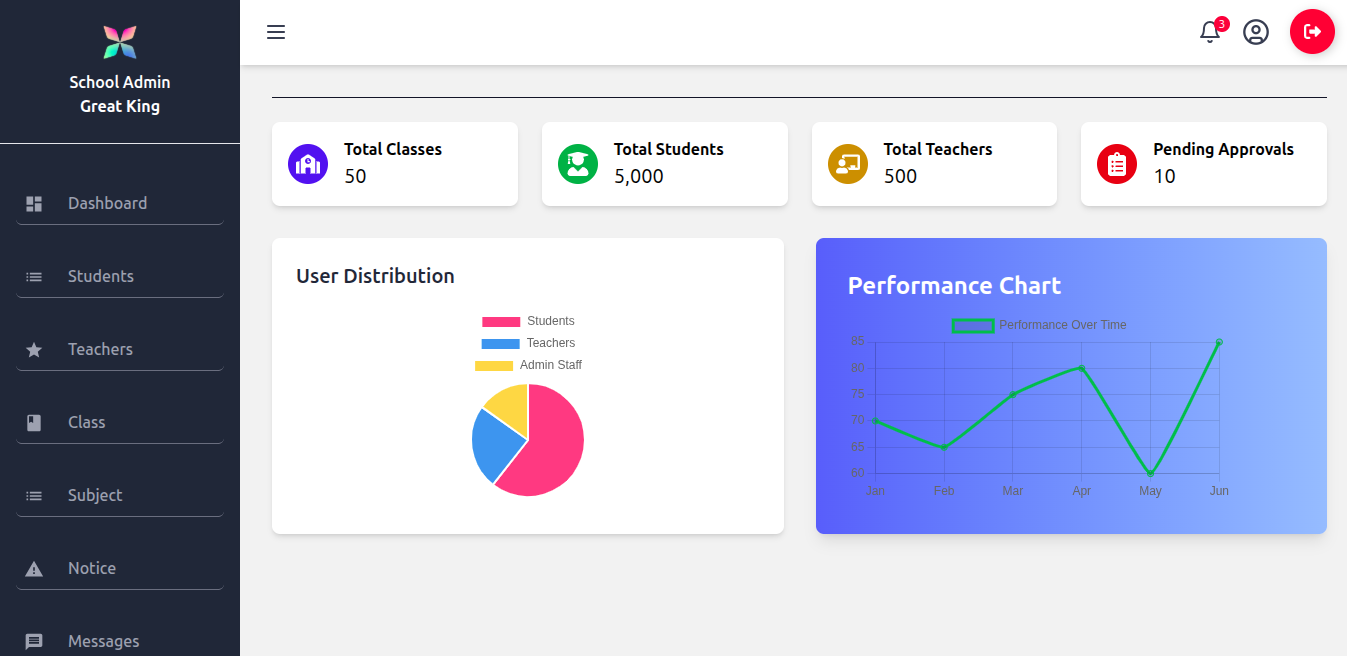 School Admin
Great King
Dashboard
Students
Teachers
Class
Subject
Notice
Messages
3
Total Classes
50
Total Students
5,000
Total Teachers
500
Pending Approvals
10
User Distribution
Students
Teachers
Admin Staff
Performance Chart
Performance Over Time
85
80
75
70
65
60
Jan Feb Mar Apr May Jun